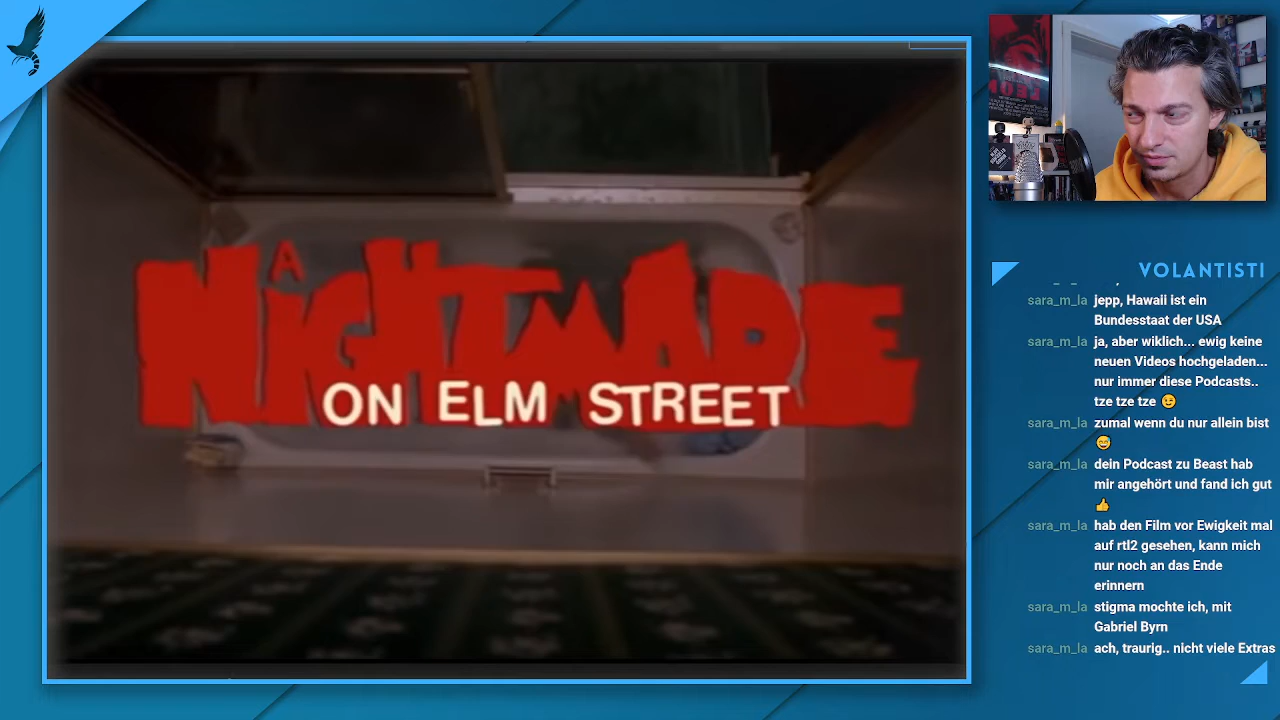 A
NIGHTMARE
ON ELM STREET
VOLANTISTI
sara_m_la jepp, Hawaii ist ein
Bundesstaat der USA
sara_m_la ja, aber wiklich... ewig keine
neuen Videos hochgeladen...
nur immer diese Podcasts..
tze tze tze 😉
sara_m_la zumal wenn du nur allein bist
😅
sara_m_la dein Podcast zu Beast hab
mir angehört und fand ich gut
👍
sara_m_la hab den Film vor Ewigkeit mal
auf rtl2 gesehen, kann mich
nur noch an das Ende
erinnern
sara_m_la stigma mochte ich, mit
Gabriel Byrn
sara_m_la ach, traurig.. nicht viele Extras